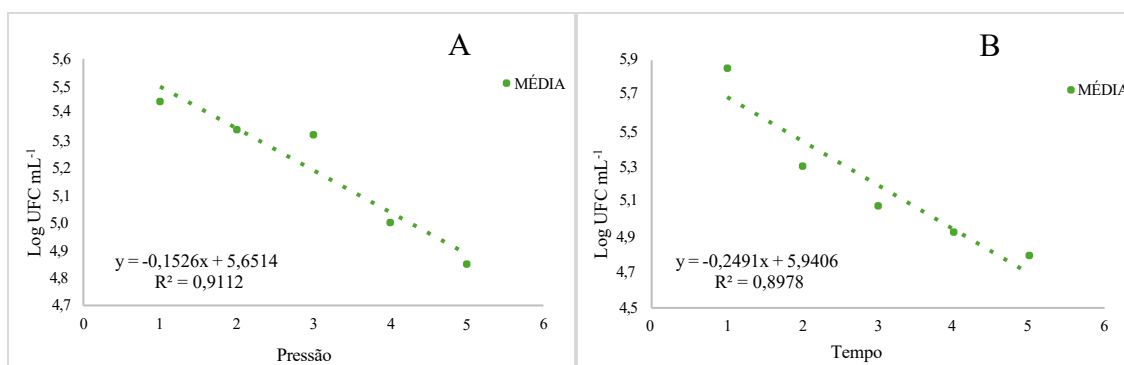 A
5,6
5,5
5,4
5,3
5,2
5,1
5,0
4,9
4,8
4,7
Log UFC mL-1
MÉDIA
y = -0,1526x + 5,6514
R² = 0,9112
0 1 2 3 4 5 6
Pressão
B
5,9
5,7
5,5
5,3
5,1
4,9
4,7
4,5
Log UFC mL-1
MÉDIA
y = -0,2491x + 5,9406
R² = 0,8978
0 1 2 3 4 5 6
Tempo